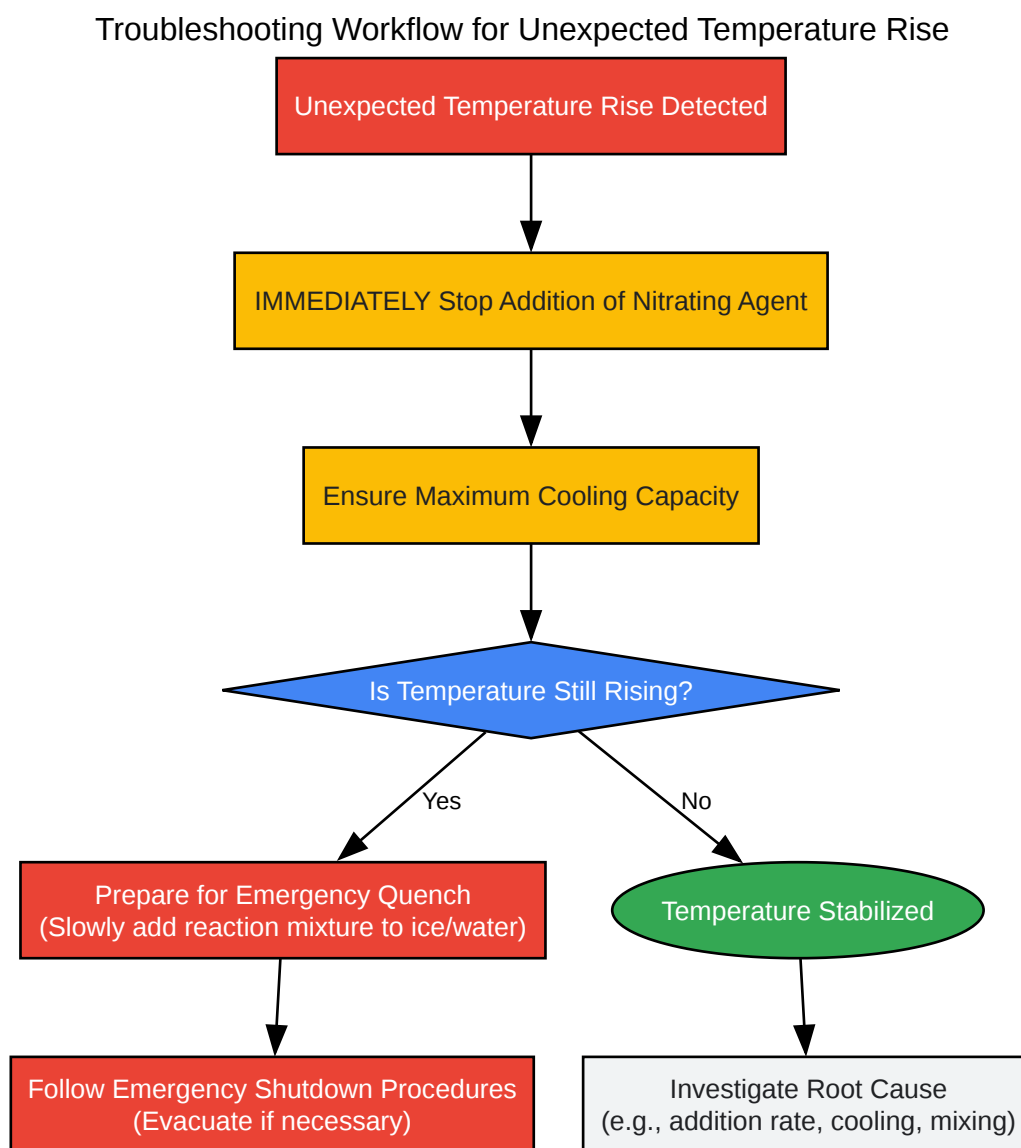 Troubleshooting Workflow for Unexpected Temperature Rise
Unexpected Temperature Rise Detected
IMMEDIATELY Stop Addition of Nitrating Agent
Ensure Maximum Cooling Capacity
Is Temperature Still Rising?
Yes
No
Prepare for Emergency Quench
(Slowly add reaction mixture to ice/water)
Temperature Stabilized
Follow Emergency Shutdown Procedures
(Evacuate if necessary)
Investigate Root Cause
(e.g., addition rate, cooling, mixing)